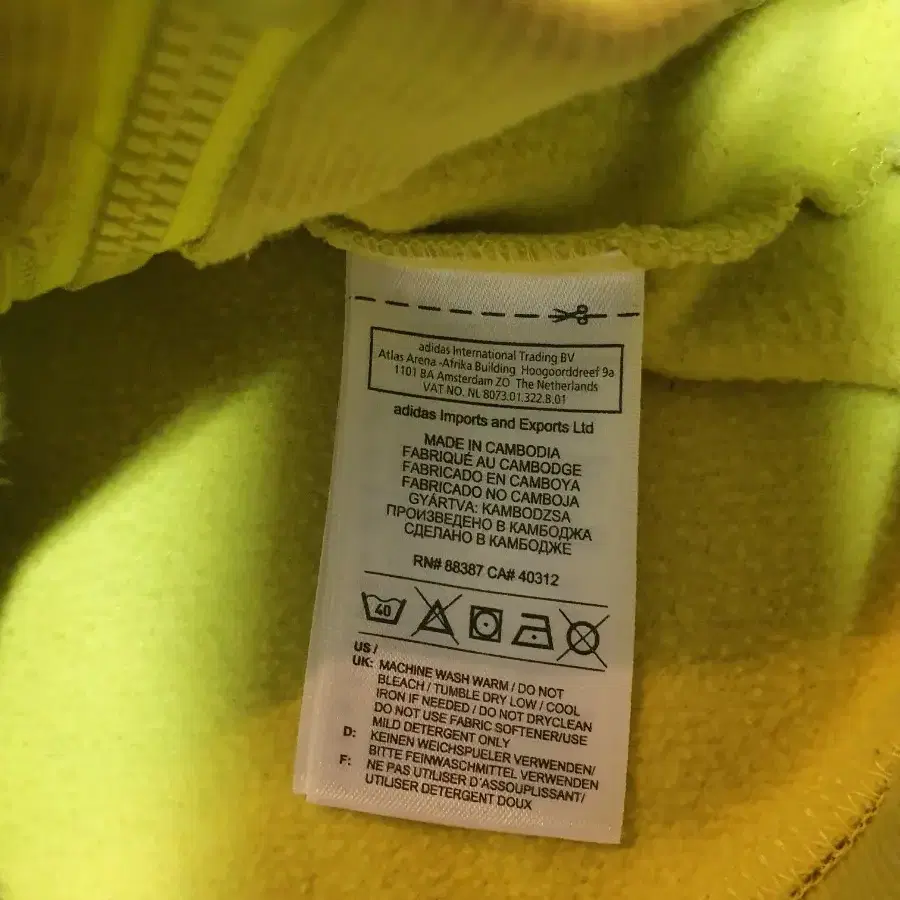 adidas International Trading BV
Atlas Arena -Afrika Building Hoogoorddreef 9a
1101 BA Amsterdam ZO The Netherlands
VAT NO. NL 8073.01.322.B.01
adidas Imports and Exports Ltd
MADE IN CAMBODIA
FABRIQUÉ AU CAMBODGE
FABRICADO EN CAMBOYA
FABRICADO NO CAMBOJA
GYÁRTVA: KAMBODZSA
ПРОИЗВЕДЕНО В КАМБОДЖА
СДЕЛАНО В КАМБОДЖЕ
RN# 88387 CA# 40312
40
US /
UK: MACHINE WASH WARM / DO NOT
BLEACH / TUMBLE DRY LOW / COOL
IRON IF NEEDED / DO NOT DRYCLEAN
DO NOT USE FABRIC SOFTENER/USE
MILD DETERGENT ONLY
D: KEINEN WEICHSPUELER VERWENDEN/
BITTE FEINWASCHMITTEL VERWENDEN
F: NE PAS UTILISER D'ASSOUPLISSANT/
UTILISER DETERGENT DOUX